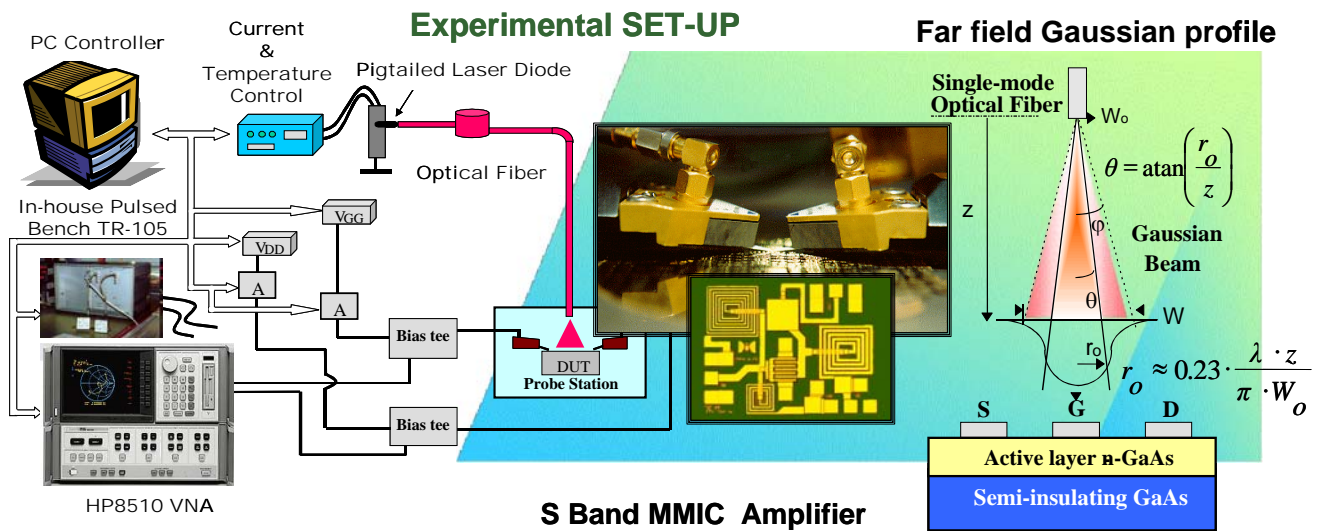 Experimental SET-UP
Far field Gaussian profile
PC Controller
Current
&
Temperature
Control
Pigtailed Laser Diode
Optical Fiber
In-house Pulsed
Bench TR-105
VGG
VDD
A
A
Bias tee
Bias tee
DUT
Probe Station
HP8510 VNA
S Band MMIC Amplifier
Single-mode
Optical Fiber
Wo
θ = atan(ro/z)
z
φ
Gaussian
Beam
θ
W
ro
ro ≈ 0.23 · λ · z / π · Wo
S
G
D
Active layer n-GaAs
Semi-insulating GaAs